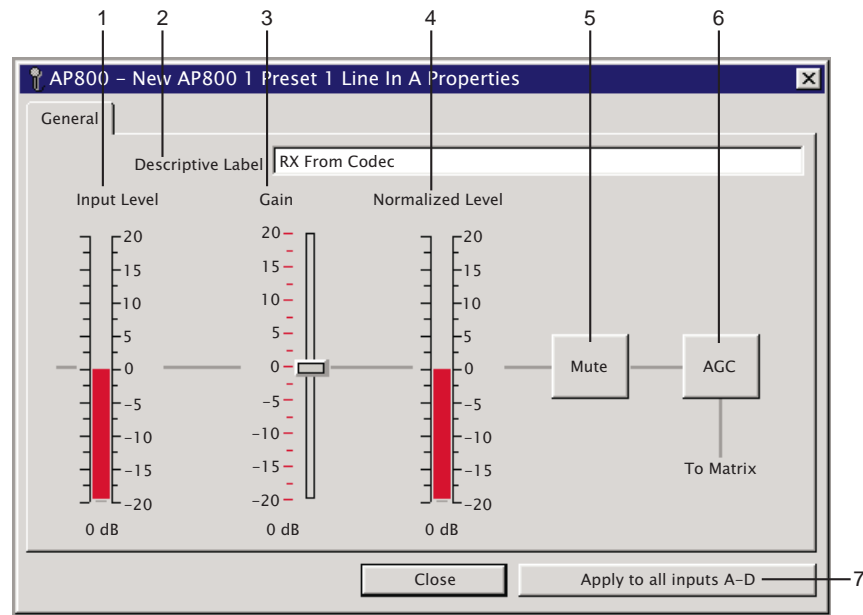 1 2 3 4 5 6
AP800 – New AP800 1 Preset 1 Line In A Properties
General
Descriptive Label RX From Codec
Input Level Gain Normalized Level
20 20 20
15 15 15
10 10 10
5 5 5
0 0 0 Mute AGC
-5 -5 -5
-10 -10 -10
-15 -15 -15 To Matrix
-20 -20 -20
0 dB 0 dB 0 dB
Close Apply to all inputs A-D 7